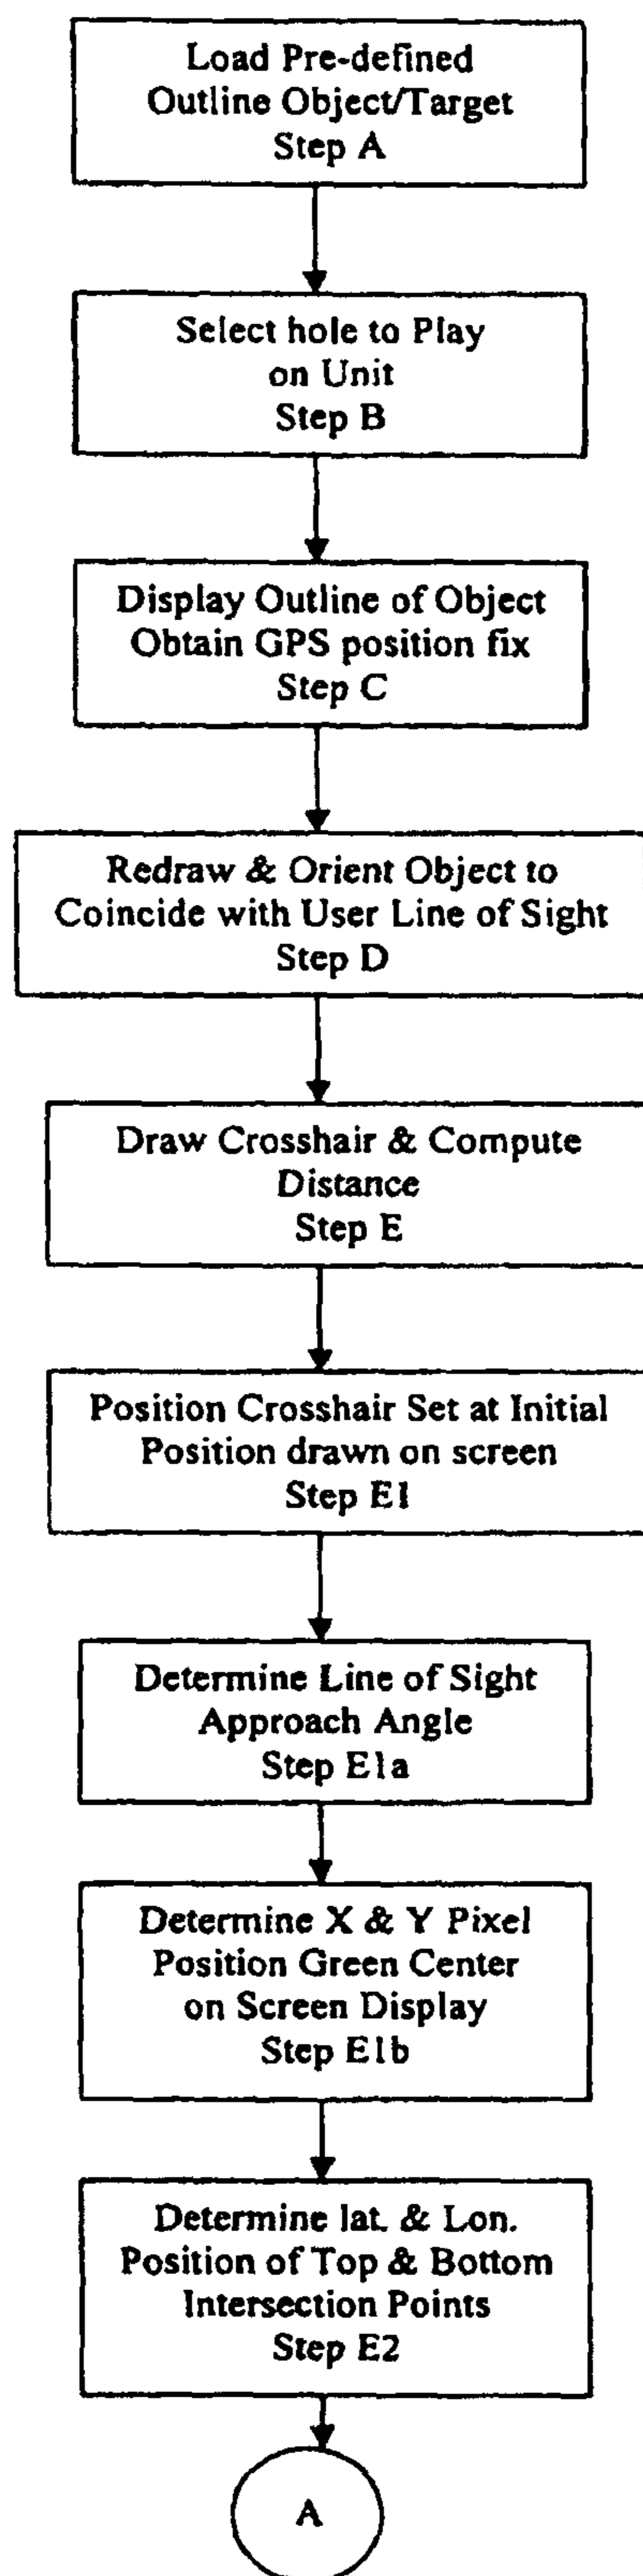 Load Pre-defined
Outline Object/Target
Step A
Select hole to Play
on Unit
Step B
Display Outline of Object
Obtain GPS position fix
Step C
Redraw & Orient Object to
Coincide with User Line of Sight
Step D
Draw Crosshair & Compute
Distance
Step E
Position Crosshair Set at Initial
Position drawn on screen
Step E1
Determine Line of Sight
Approach Angle
Step E1a
Determine X & Y Pixel
Position Green Center
on Screen Display
Step E1b
Determine lat. & Lon.
Position of Top & Bottom
Intersection Points
Step E2
A